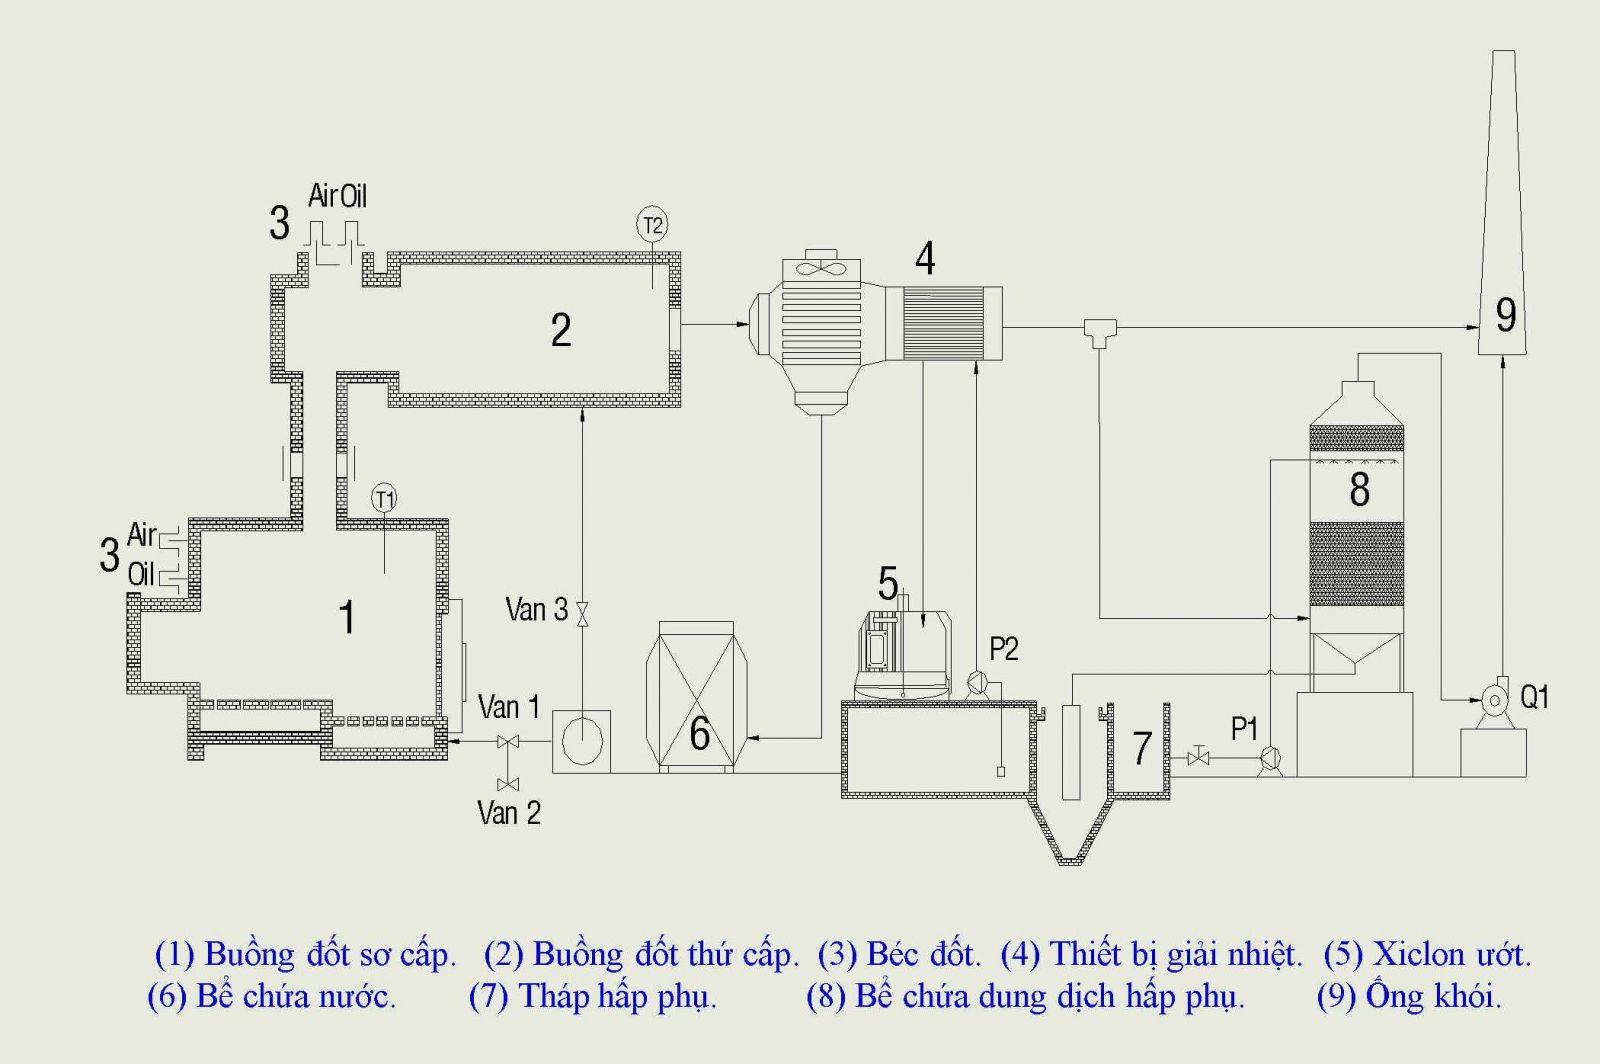 Air Oil
3
T2
4
2
9
8
T1
Air
3
Oil
5
1
Van 3
P2
Van 1
6
7
P1
Q1
Van 2
(1) Buồng đốt sơ cấp. (2) Buồng đốt thứ cấp. (3) Béc đốt. (4) Thiết bị giải nhiệt. (5) Xiclon ướt.
(6) Bể chứa nước. (7) Tháp hấp phụ. (8) Bể chứa dung dịch hấp phụ. (9) Ống khói.